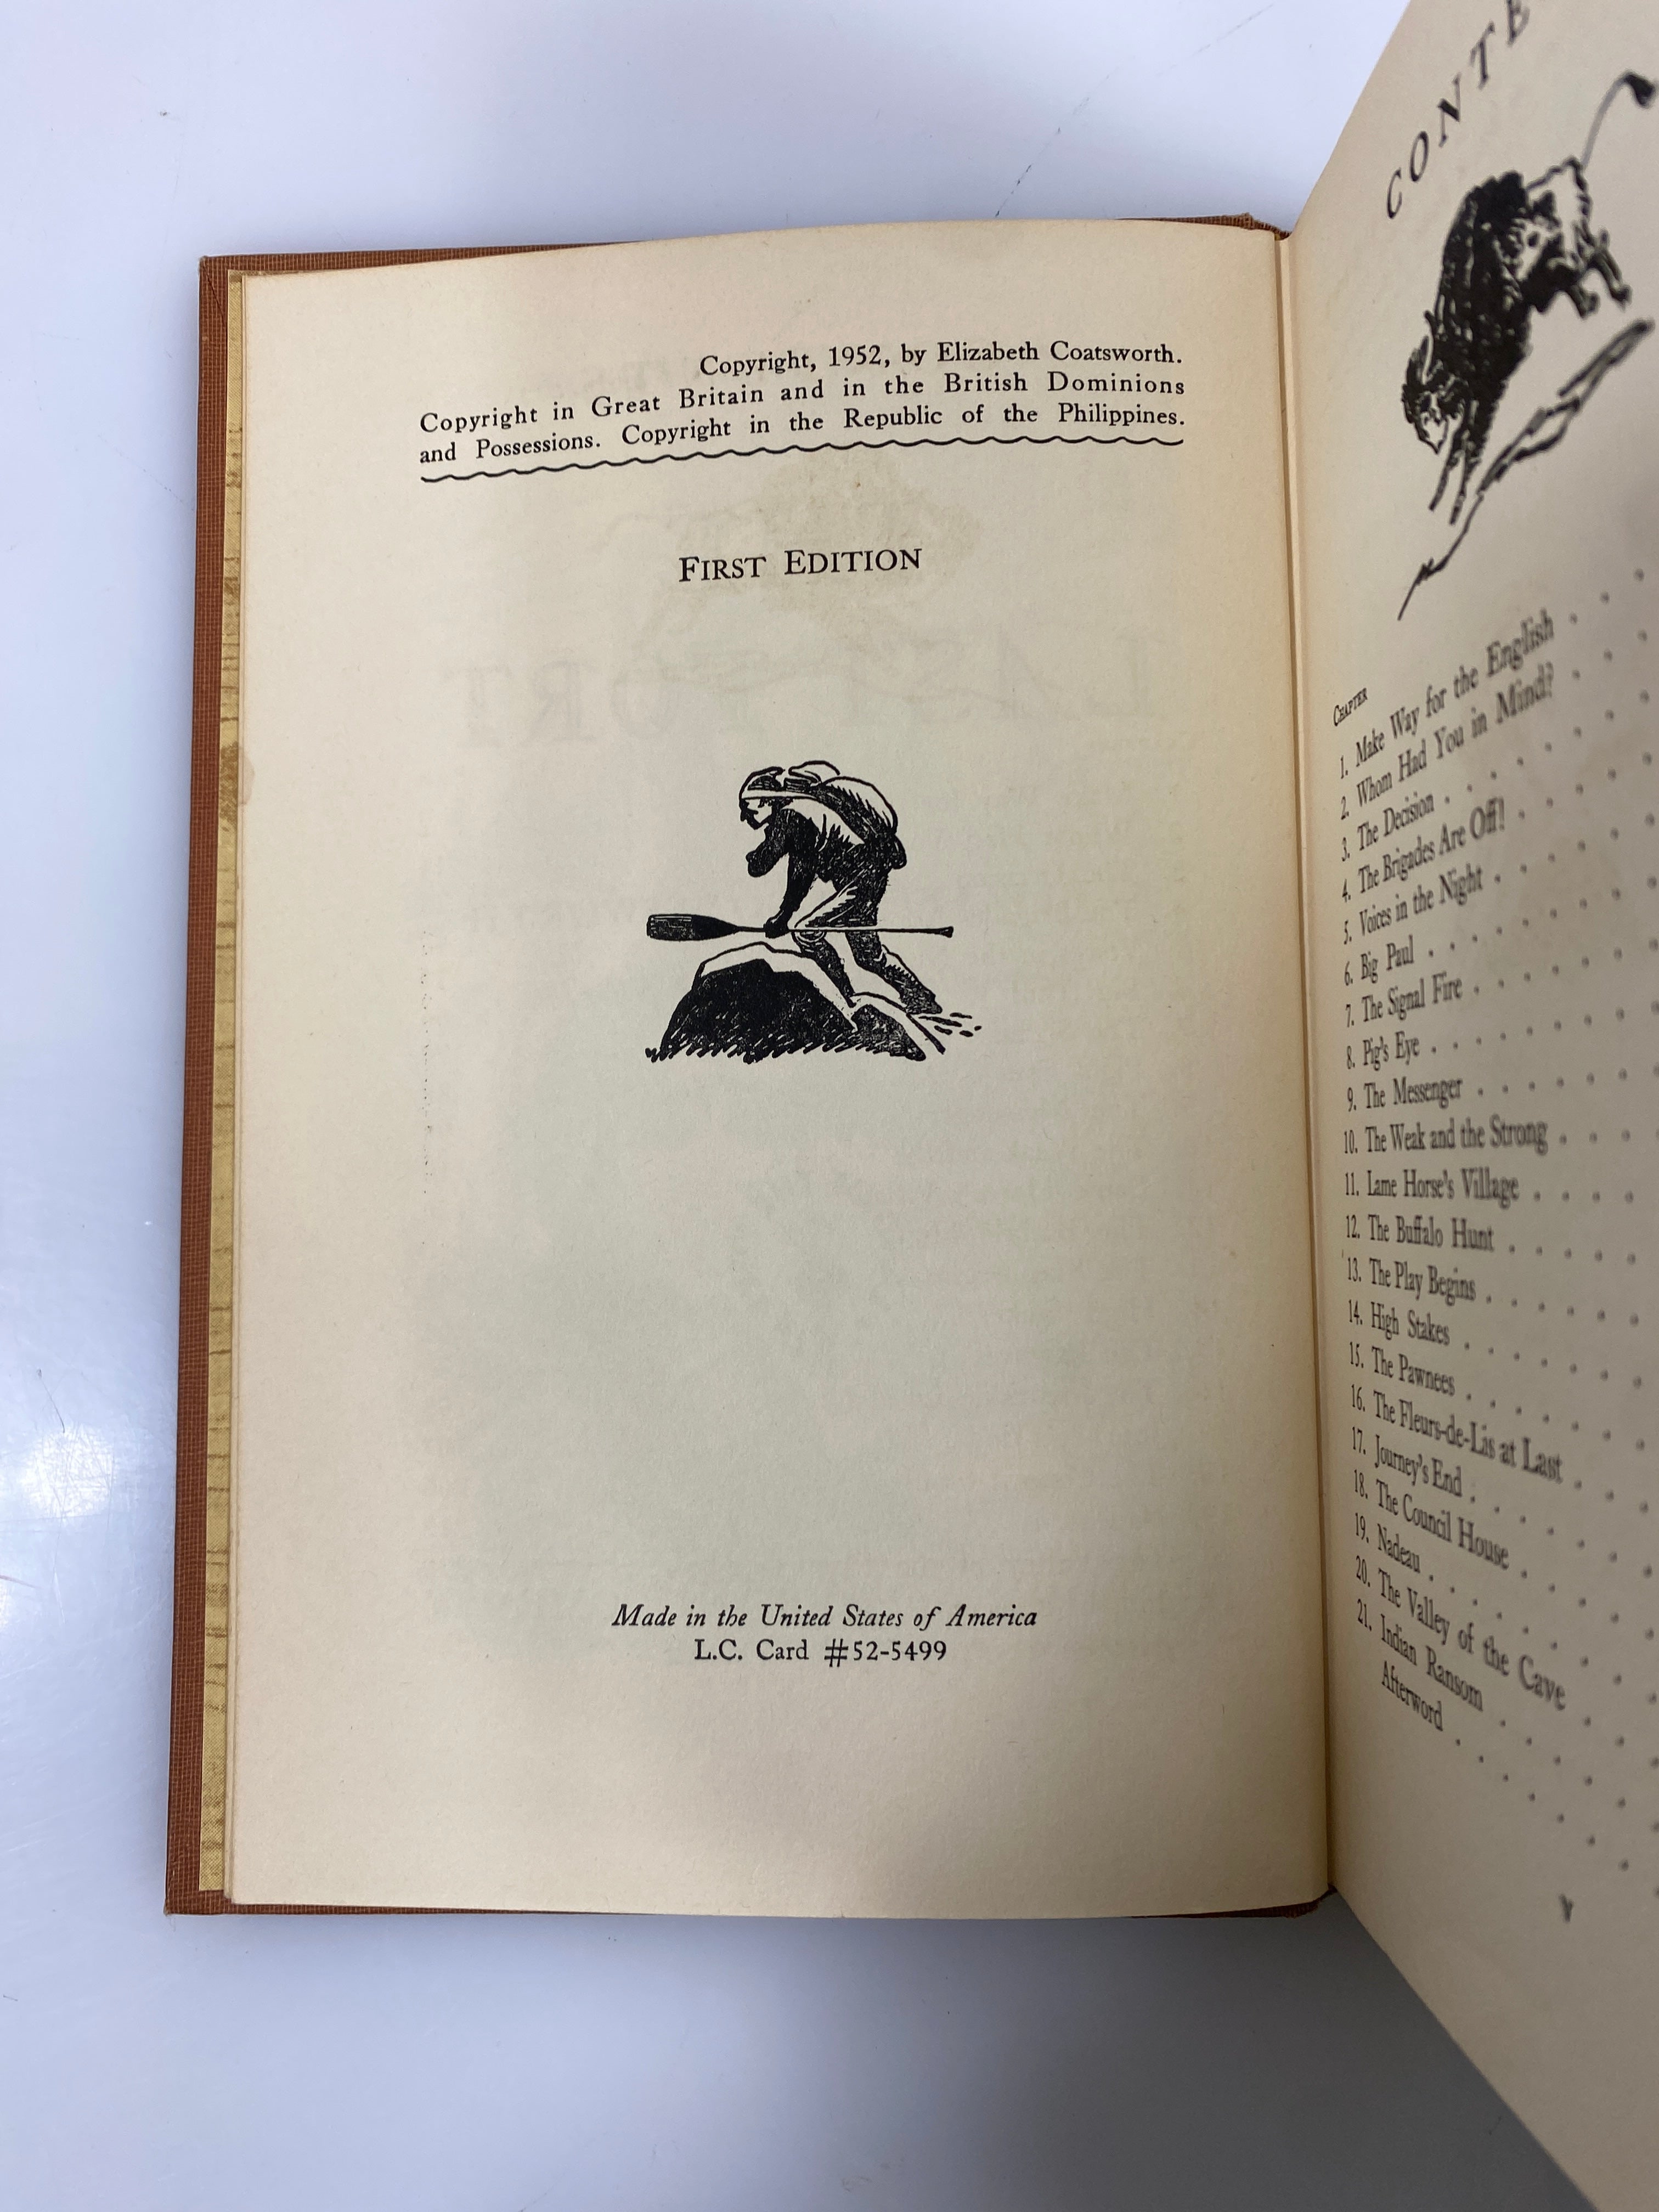 Copyright, 1952, by Elizabeth Coatsworth.
Copyright in Great Britain and in the British Dominions
and Possessions. Copyright in the Republic of the Philippines.
FIRST EDITION
Made in the United States of America
L.C. Card #52-5499
CONTE
CHAPTER
1. Make Way for the English . .
2. Whom Had You in Mind? . . .
3. The Decision . . . . . .
4. The Brigades Are Off! . . . .
5. Voices in the Night . . . . .
6. Big Paul . . . . . . .
7. The Signal Fire . . . . . .
8. Pig's Eye . . . . . . .
9. The Messenger . . . . . .
10. The Weak and the Strong . . . .
11. Lame Horse's Village . . . .
12. The Buffalo Hunt . . . . .
13. The Play Begins . . . . . .
14. High Stakes . . . . . . .
15. The Pawnees . . . . . . .
16. The Fleurs-de-Lis at Last . . .
17. Journey's End . . . . . .
18. The Council House . . . . .
19. Nadeau . . . . . . .
20. The Valley of the Cave . . . .
21. Indian Ransom . . . . . .
Afterword . . . . . . .
v